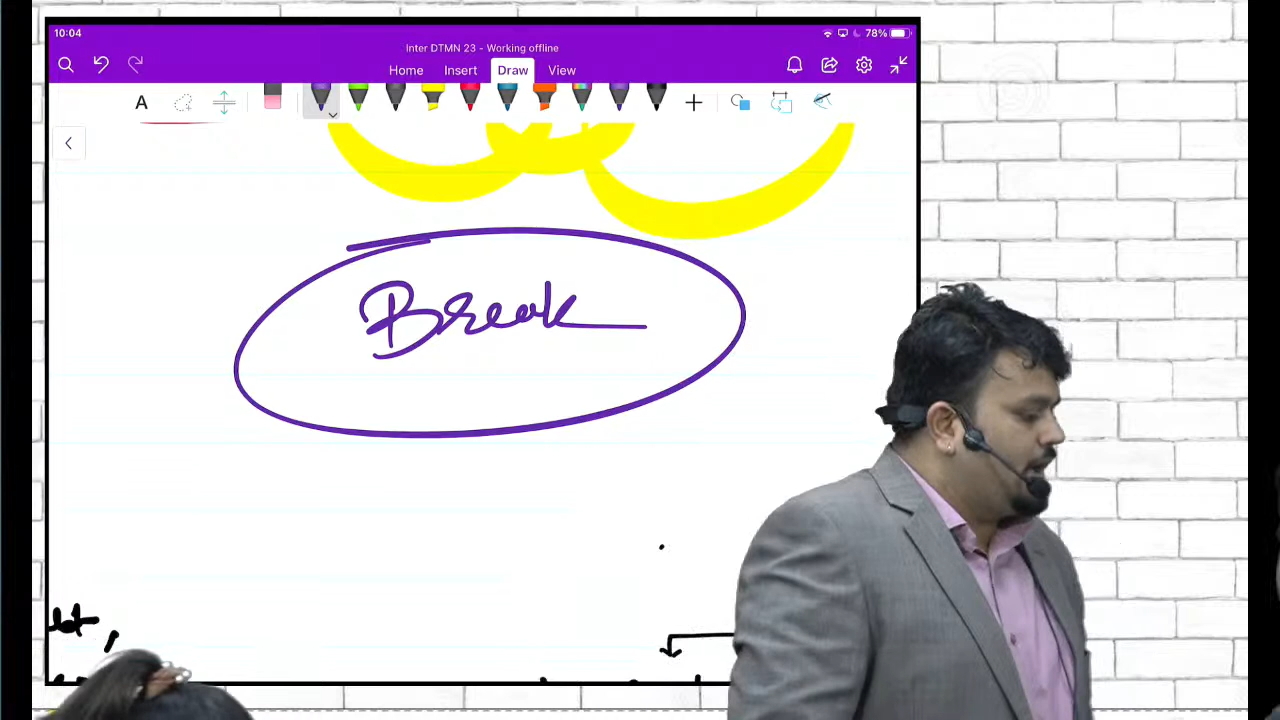 10:04
78%
Inter DTMN 23 - Working offline
Home Insert Draw View
A
Break